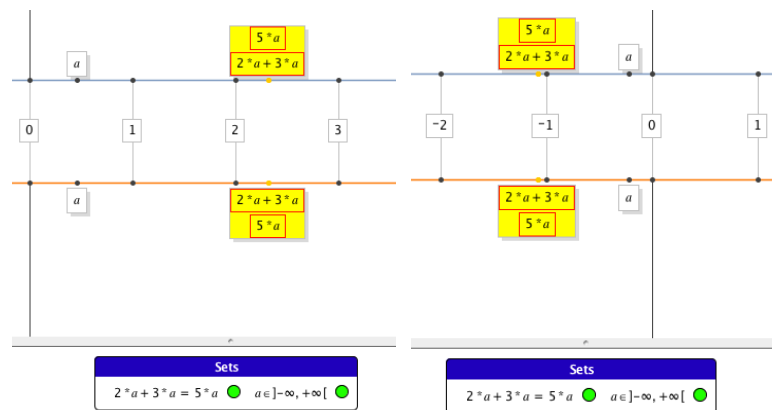 5*a
2*a+3*a
a
0
1
2
3
a
2*a+3*a
5*a
Sets
2*a+3*a = 5*a a∈]-∞, +∞[
5*a
2*a+3*a
a
-2
-1
0
1
2*a+3*a
a
5*a
Sets
2*a+3*a = 5*a a∈]-∞, +∞[